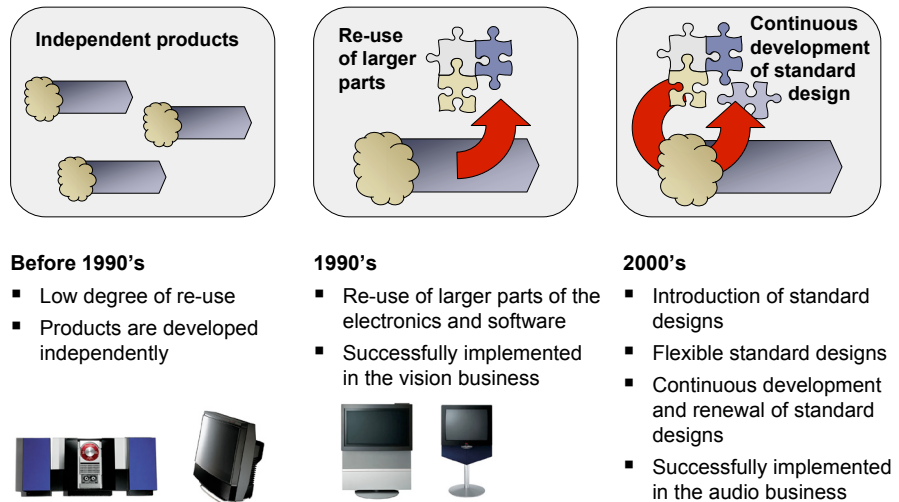 Independent products
Re-use
of larger
parts
Continuous
development
of standard
design
Before 1990's
▪ Low degree of re-use
▪ Products are developed
independently
1990's
▪ Re-use of larger parts of the
electronics and software
▪ Successfully implemented
in the vision business
2000's
▪ Introduction of standard
designs
▪ Flexible standard designs
▪ Continuous development
and renewal of standard
designs
▪ Successfully implemented
in the audio business